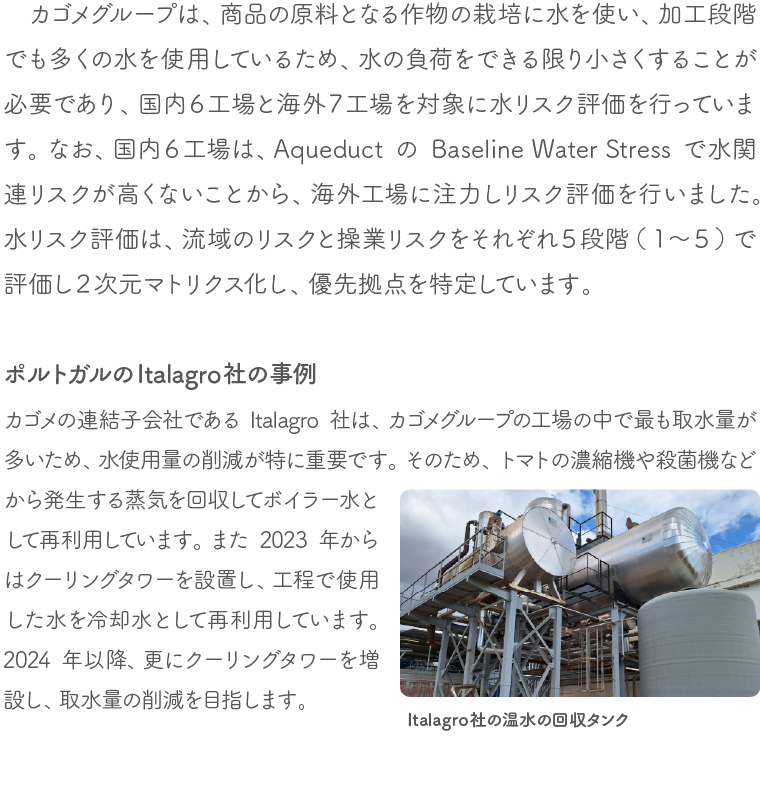 カゴメグループは、商品の原料となる作物の栽培に水を使い、加工段階
でも多くの水を使用しているため、水の負荷をできる限り小さくすることが
必要であり、国内６工場と海外７工場を対象に水リスク評価を行っていま
す。なお、国内６工場は、Aqueduct の Baseline Water Stress で水関
連リスクが高くないことから、海外工場に注力しリスク評価を行いました。
水リスク評価は、流域のリスクと操業リスクをそれぞれ５段階（１～５）で
評価し２次元マトリクス化し、優先拠点を特定しています。
ポルトガルのItalagro社の事例
カゴメの連結子会社である Italagro 社は、カゴメグループの工場の中で最も取水量が
多いため、水使用量の削減が特に重要です。そのため、トマトの濃縮機や殺菌機など
から発生する蒸気を回収してボイラー水と
して再利用しています。また 2023 年から
はクーリングタワーを設置し、工程で使用
した水を冷却水として再利用しています。
2024 年以降、更にクーリングタワーを増
設し、取水量の削減を目指します。
Italagro社の温水の回収タンク